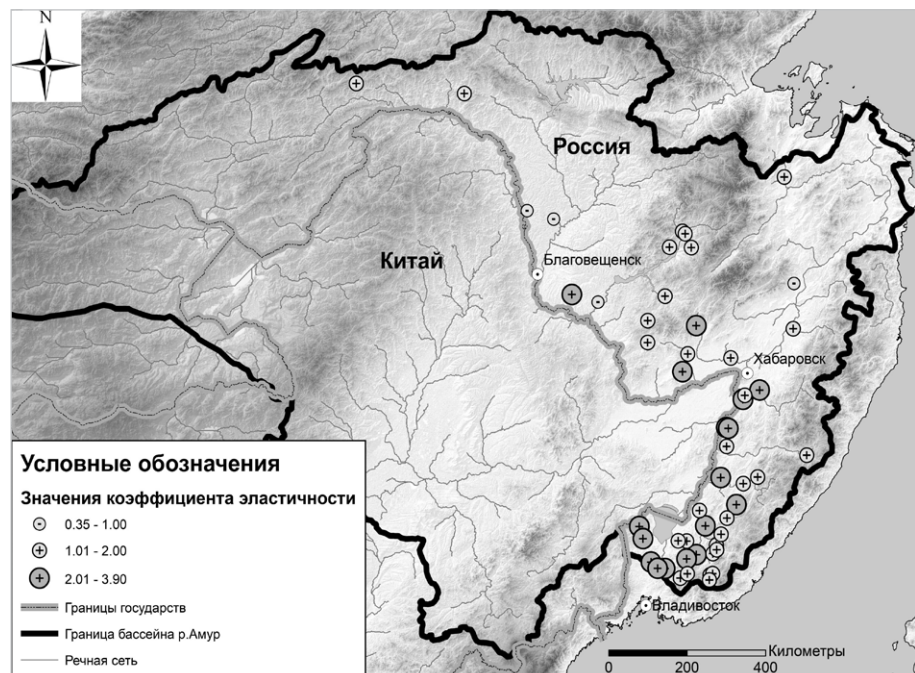 N
Россия
Китай
Благовещенск
Хабаровск
Владивосток
Условные обозначения
Значения коэффициента эластичности
0.35 - 1.00
1.01 - 2.00
2.01 - 3.90
Границы государств
Граница бассейна р.Амур
Речная сеть
Километры
0 200 400